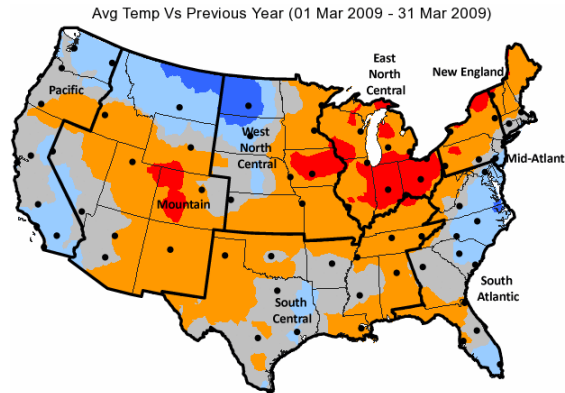 Avg Temp Vs Previous Year (01 Mar 2009 - 31 Mar 2009)
East
North
Central
New England
Pacific
West
North
Central
Mid-Atlant
Mountain
South
Atlantic
South
Central